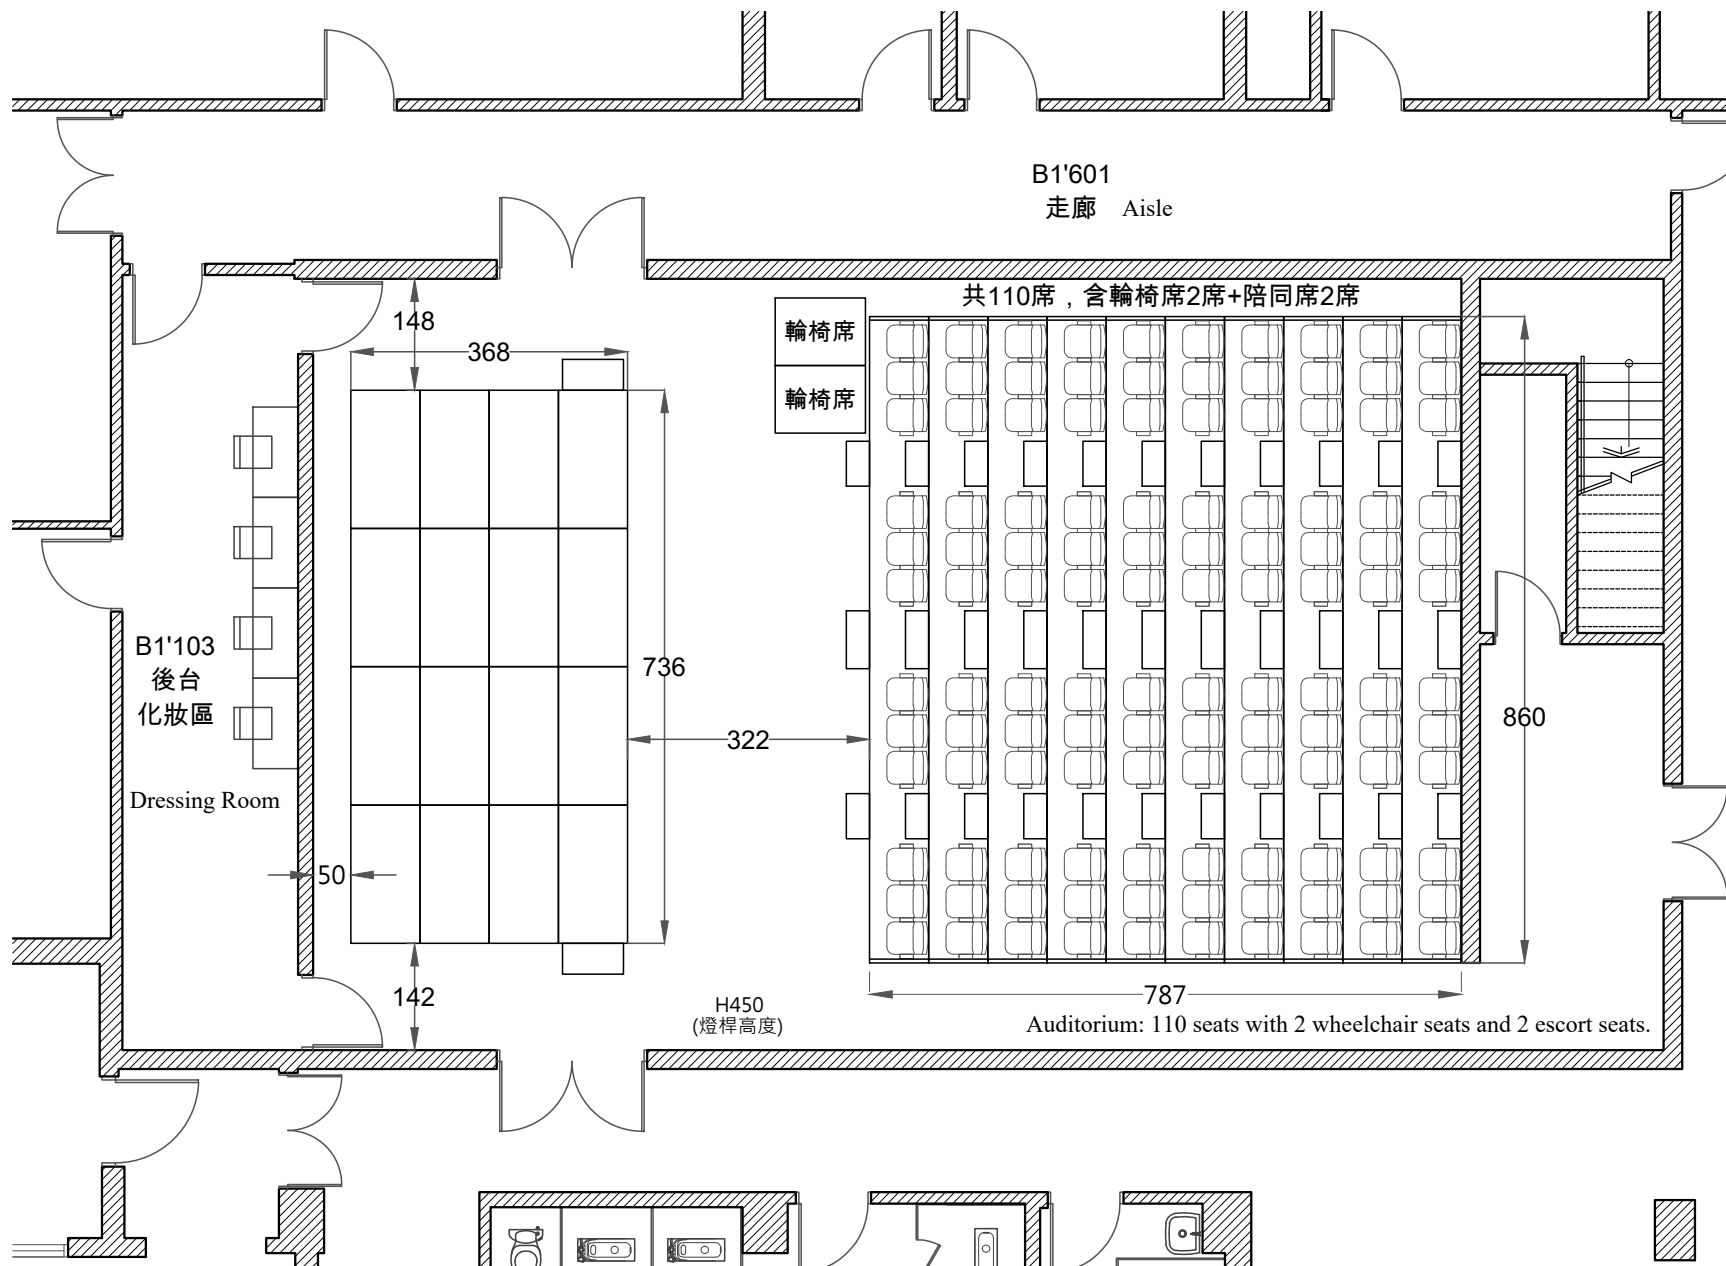 B1'601
走廊 Aisle
共110席，含輪椅席2席+陪同席2席
148
輪椅席
368
輪椅席
B1'103
後台
化妝區
736
860
322
Dressing Room
50
142
787
H450
(燈桿高度)
Auditorium: 110 seats with 2 wheelchair seats and 2 escort seats.